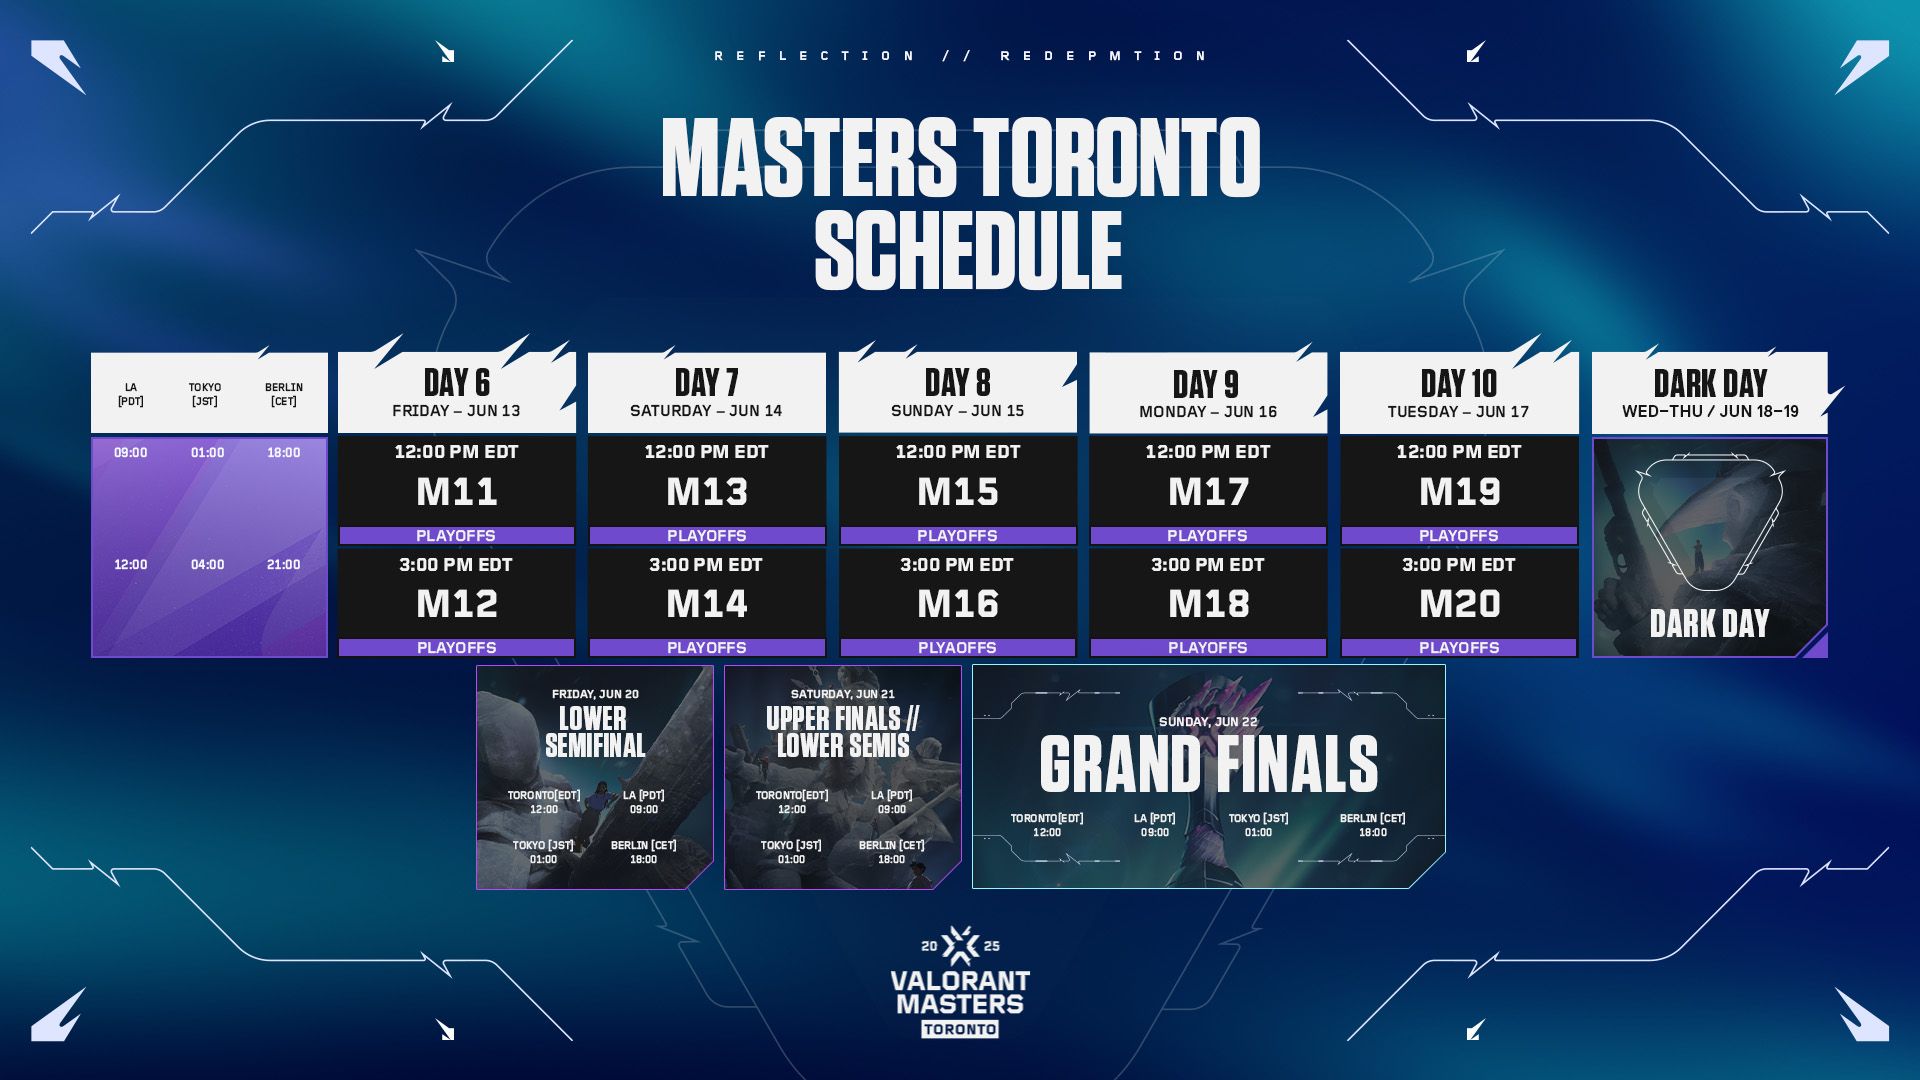 REFLECTION // REDEPMTION
MASTERS TORONTO
SCHEDULE
LA TOKYO BERLIN
[PDT] [JST] [CET]
09:00 01:00 18:00
12:00 04:00 21:00
DAY 6
FRIDAY – JUN 13
12:00 PM EDT
M11
PLAYOFFS
3:00 PM EDT
M12
PLAYOFFS
DAY 7
SATURDAY – JUN 14
12:00 PM EDT
M13
PLAYOFFS
3:00 PM EDT
M14
PLAYOFFS
DAY 8
SUNDAY – JUN 15
12:00 PM EDT
M15
PLAYOFFS
3:00 PM EDT
M16
PLYAOFFS
DAY 9
MONDAY – JUN 16
12:00 PM EDT
M17
PLAYOFFS
3:00 PM EDT
M18
PLAYOFFS
DAY 10
TUESDAY – JUN 17
12:00 PM EDT
M19
PLAYOFFS
3:00 PM EDT
M20
PLAYOFFS
DARK DAY
WED–THU / JUN 18–19
DARK DAY
FRIDAY, JUN 20
LOWER
SEMIFINAL
TORONTO[EDT] LA [PDT]
12:00 09:00
TOKYO [JST] BERLIN [CET]
01:00 18:00
SATURDAY, JUN 21
UPPER FINALS //
LOWER SEMIS
TORONTO[EDT] LA [PDT]
12:00 09:00
TOKYO [JST] BERLIN [CET]
01:00 18:00
SUNDAY, JUN 22
GRAND FINALS
TORONTO[EDT] LA [PDT] TOKYO [JST] BERLIN [CET]
12:00 09:00 01:00 18:00
20 25
VALORANT
MASTERS
TORONTO